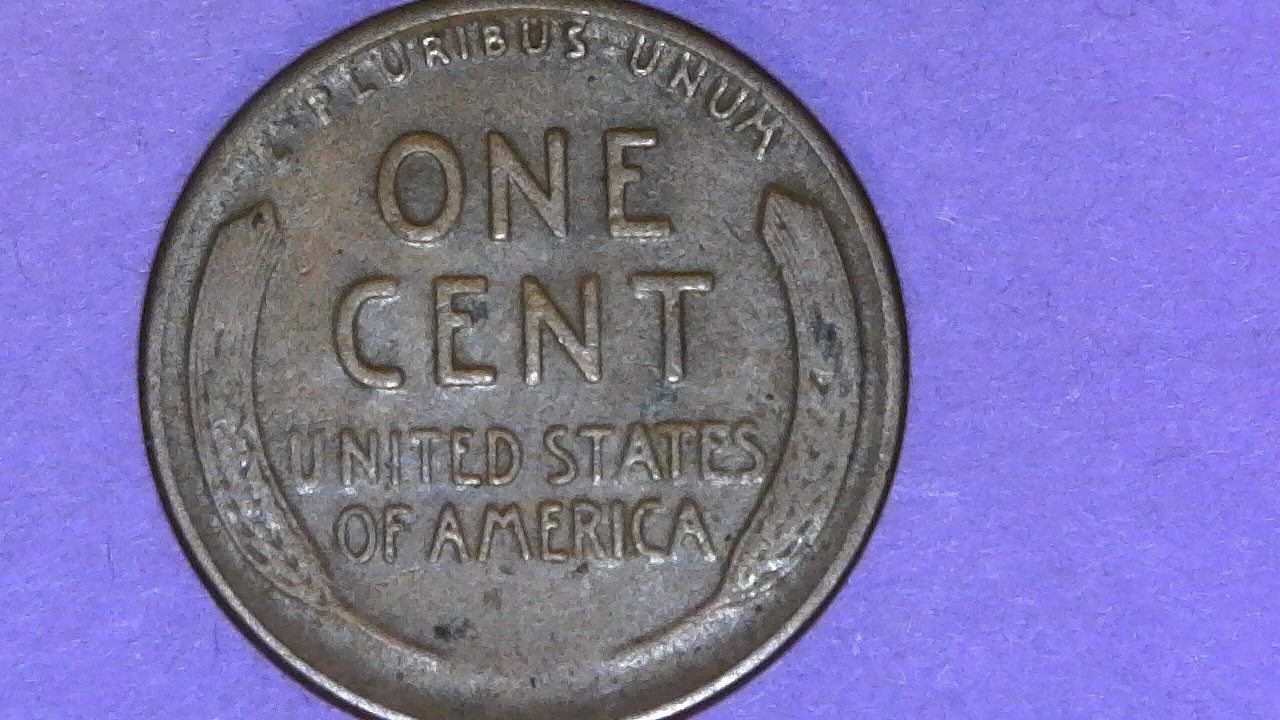 E PLURIBUS UNUM
ONE
CENT
UNITED STATES
OF AMERICA